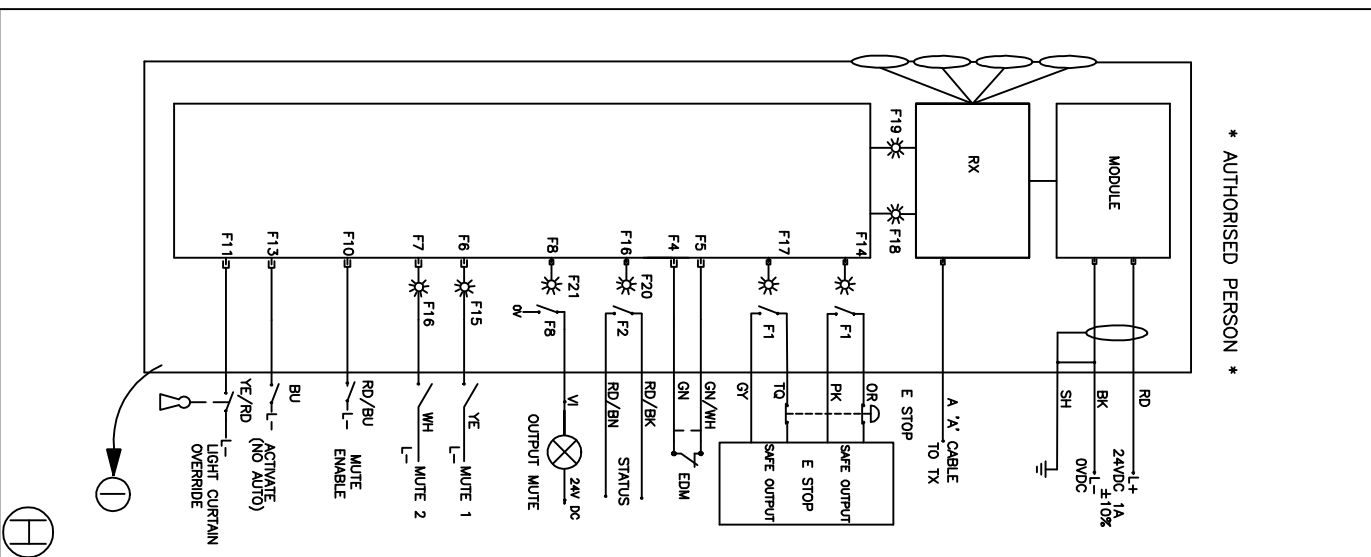 * AUTHORISED PERSON *
MODULE
RX
F19
F18
F11
F13
F10
F7
F6
F8
F16
F4
F5
F17
F14
F16
F15
F21
F20
0V
F8
F2
F1
F1
YE/RD
BU
RD/BU
WH
YE
VI
RD/BN
RD/BK
GN
GN/WH
GY
TQ
PK
OR
SH
BK
RD
L-
LIGHT CURTAIN
OVERRIDE
L-
ACTIVATE
(NO AUTO)
L-
MUTE
ENABLE
L- MUTE 2
L- MUTE 1
OUTPUT MUTE
24V DC
STATUS
EDM
SAFE OUTPUT
E STOP
SAFE OUTPUT
E STOP
A 'A' CABLE
TO TX
L+
24VDC 1A
±10%
L-
0VDC
I
H